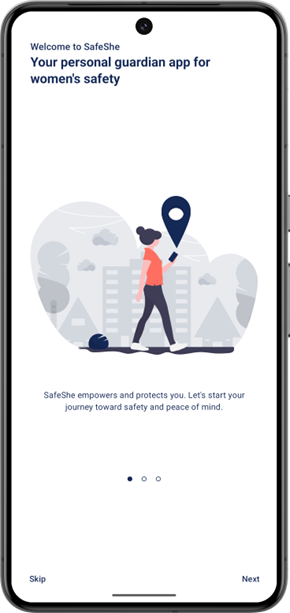 Welcome to SafeShe
Your personal guardian app for
women's safety
SafeShe empowers and protects you. Let's start your
journey toward safety and peace of mind.
Skip
Next